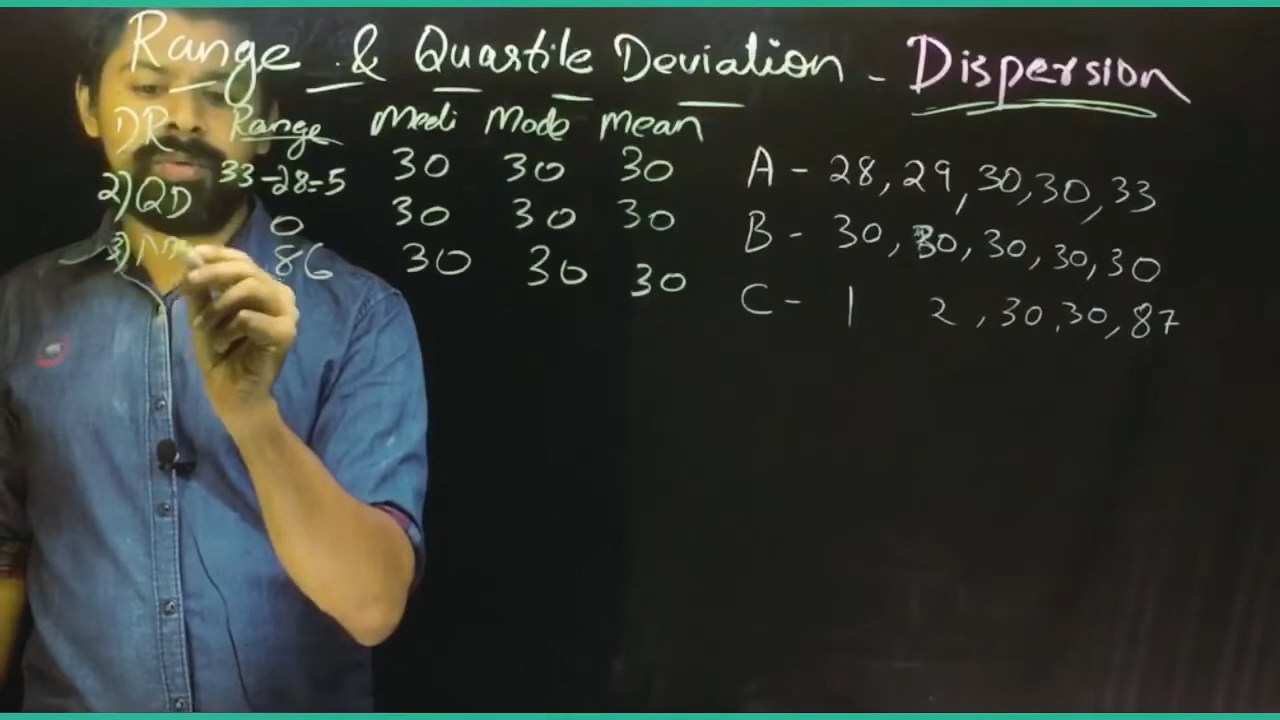 Range & Quartile Deviation - Dispersion
1) R Range Medi Mode Mean
33-28=5 30 30 30
2) QD 0 30 30 30
3) 86 30 30 30
A - 28, 29, 30, 30, 33
B - 30, 30, 30, 30, 30
C - 1 2, 30, 30, 87